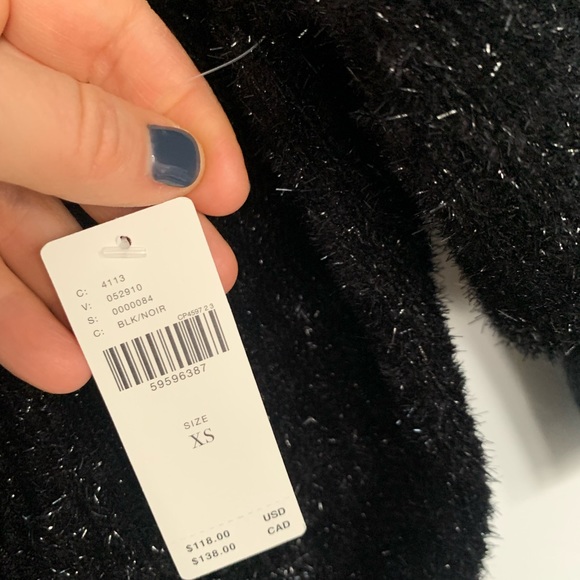 C: 4113
V: 052910
S: 0000084
C: BLK/NOIR
CP4597 2.3
59596387
SIZE
XS
$118.00 USD
$138.00 CAD